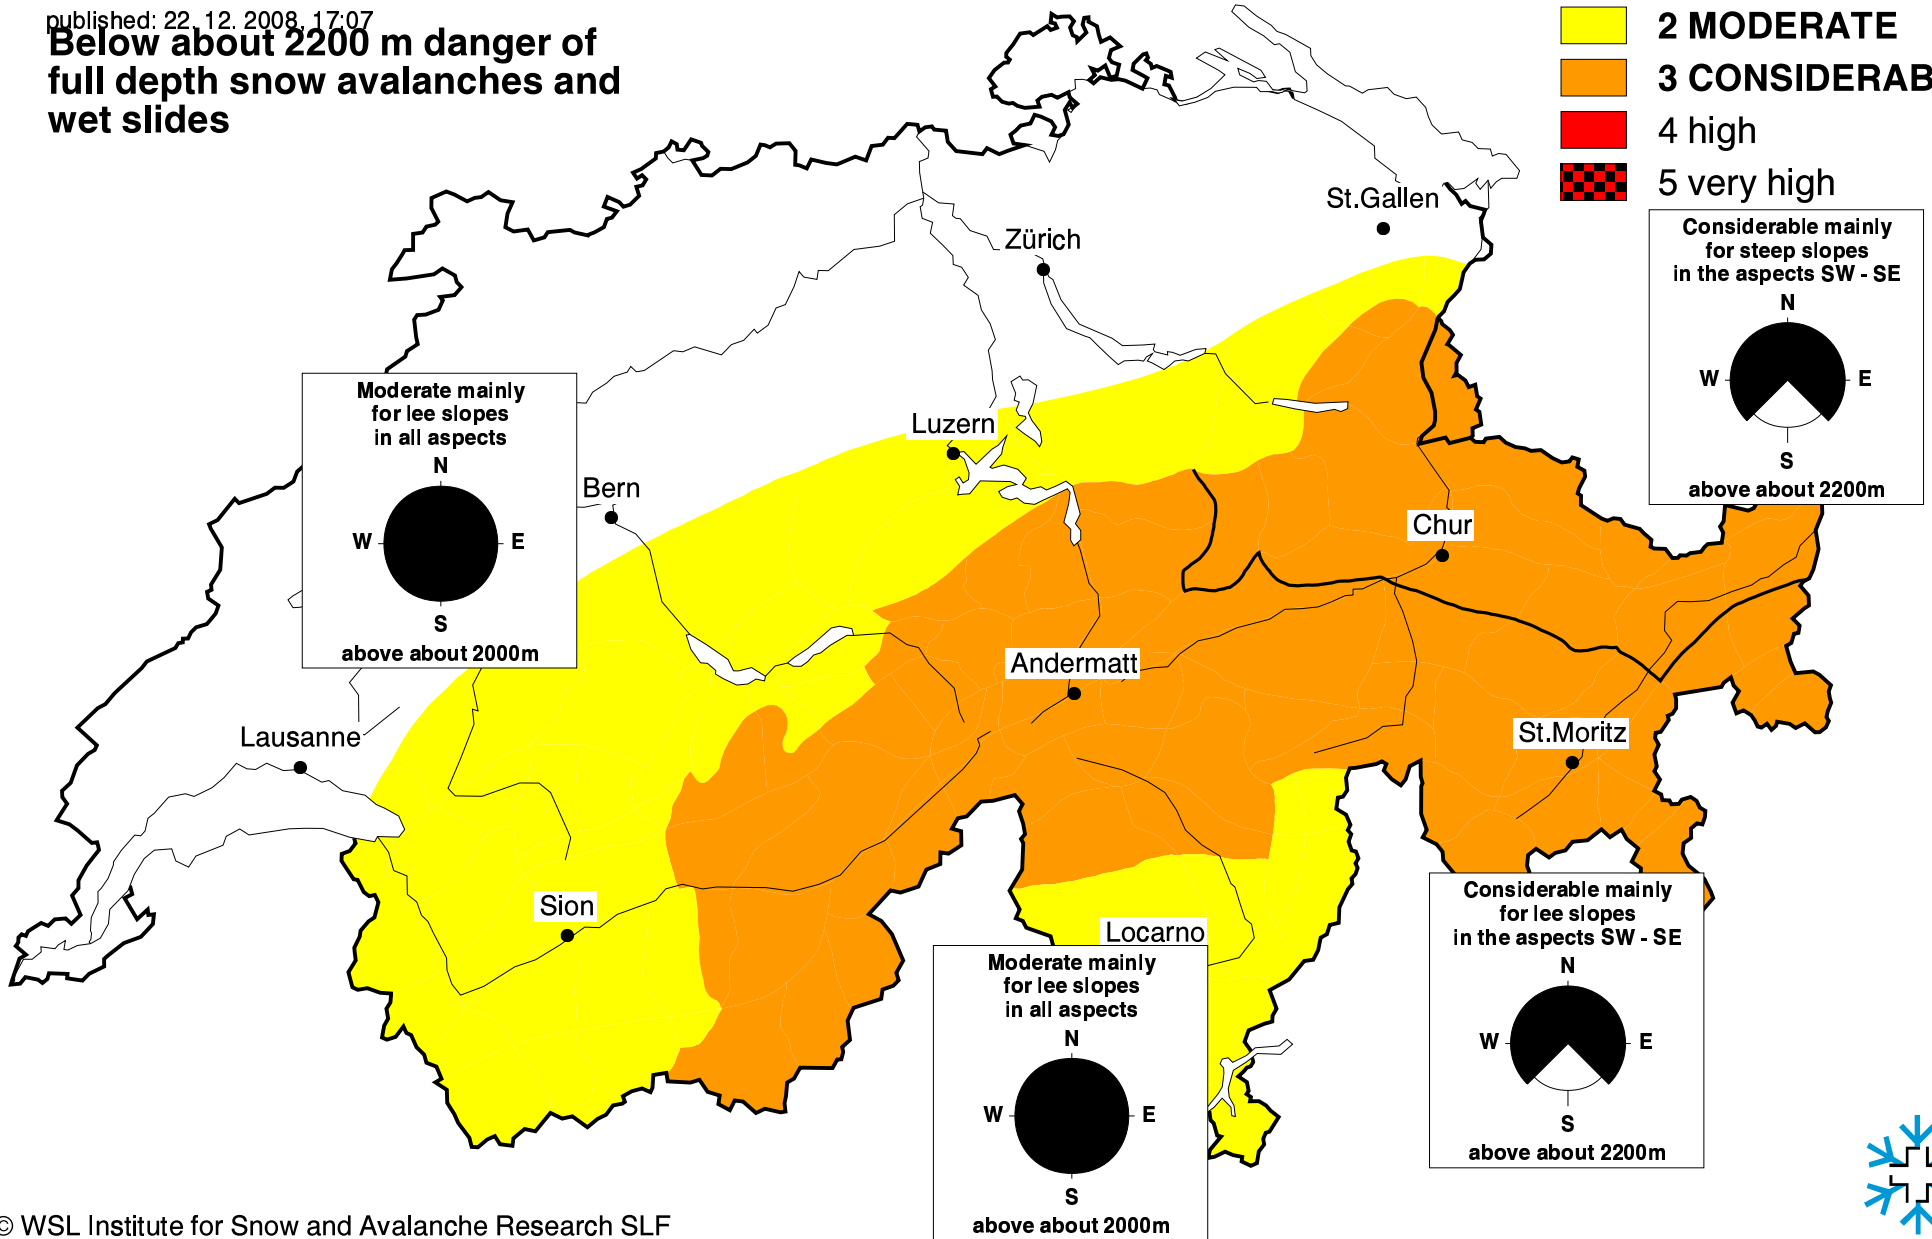 published: 22. 12. 2008, 17:07
Below about 2200 m danger of
full depth snow avalanches and
wet slides
2 MODERATE
3 CONSIDERAB
4 high
5 very high
Considerable mainly
for steep slopes
in the aspects SW - SE
N
W E
S
above about 2200m
St.Gallen
Zürich
Moderate mainly
for lee slopes
in all aspects
N
W E
S
above about 2000m
Luzern
Bern
Chur
Andermatt
Lausanne
St.Moritz
Sion
Locarno
Moderate mainly
for lee slopes
in all aspects
N
W E
S
above about 2000m
Considerable mainly
for lee slopes
in the aspects SW - SE
N
W E
S
above about 2200m
© WSL Institute for Snow and Avalanche Research SLF